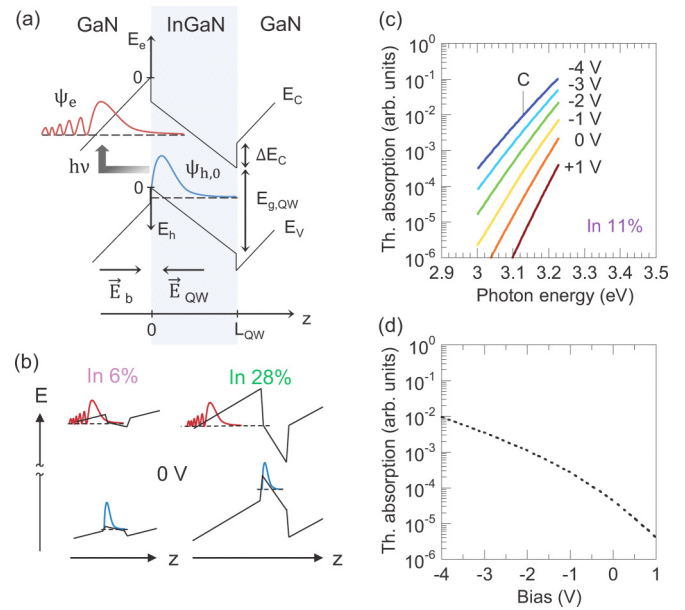 (a)
GaN InGaN GaN
E_e
0
ψ_e
E_C
hν
ψ_h,0
ΔE_C
0
E_g,QW
E_h
E_V
E⃗_b E⃗_QW
0 L_QW z
(b)
In 6% In 28%
E
0 V
z z
(c)
Th. absorption (arb. units)
10^0
10^-1
10^-2
10^-3
10^-4
10^-5
10^-6
C
-4 V
-3 V
-2 V
-1 V
0 V
+1 V
In 11%
2.9 3.0 3.1 3.2 3.3 3.4 3.5
Photon energy (eV)
(d)
Th. absorption (arb. units)
10^0
10^-1
10^-2
10^-3
10^-4
10^-5
10^-6
-4 -3 -2 -1 0 1
Bias (V)